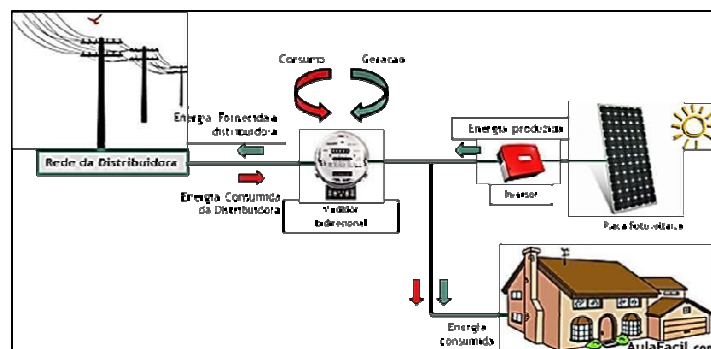 Consumo
Geracao
Energia Fornecida a
distribuidora
Rede da Distribuidora
Energia Consumida
da Distribuidora
Medidor
bidirecional
Energia produzida
Inversor
Placa fotovoltaica
Energia
consumida
AulaFacil.com